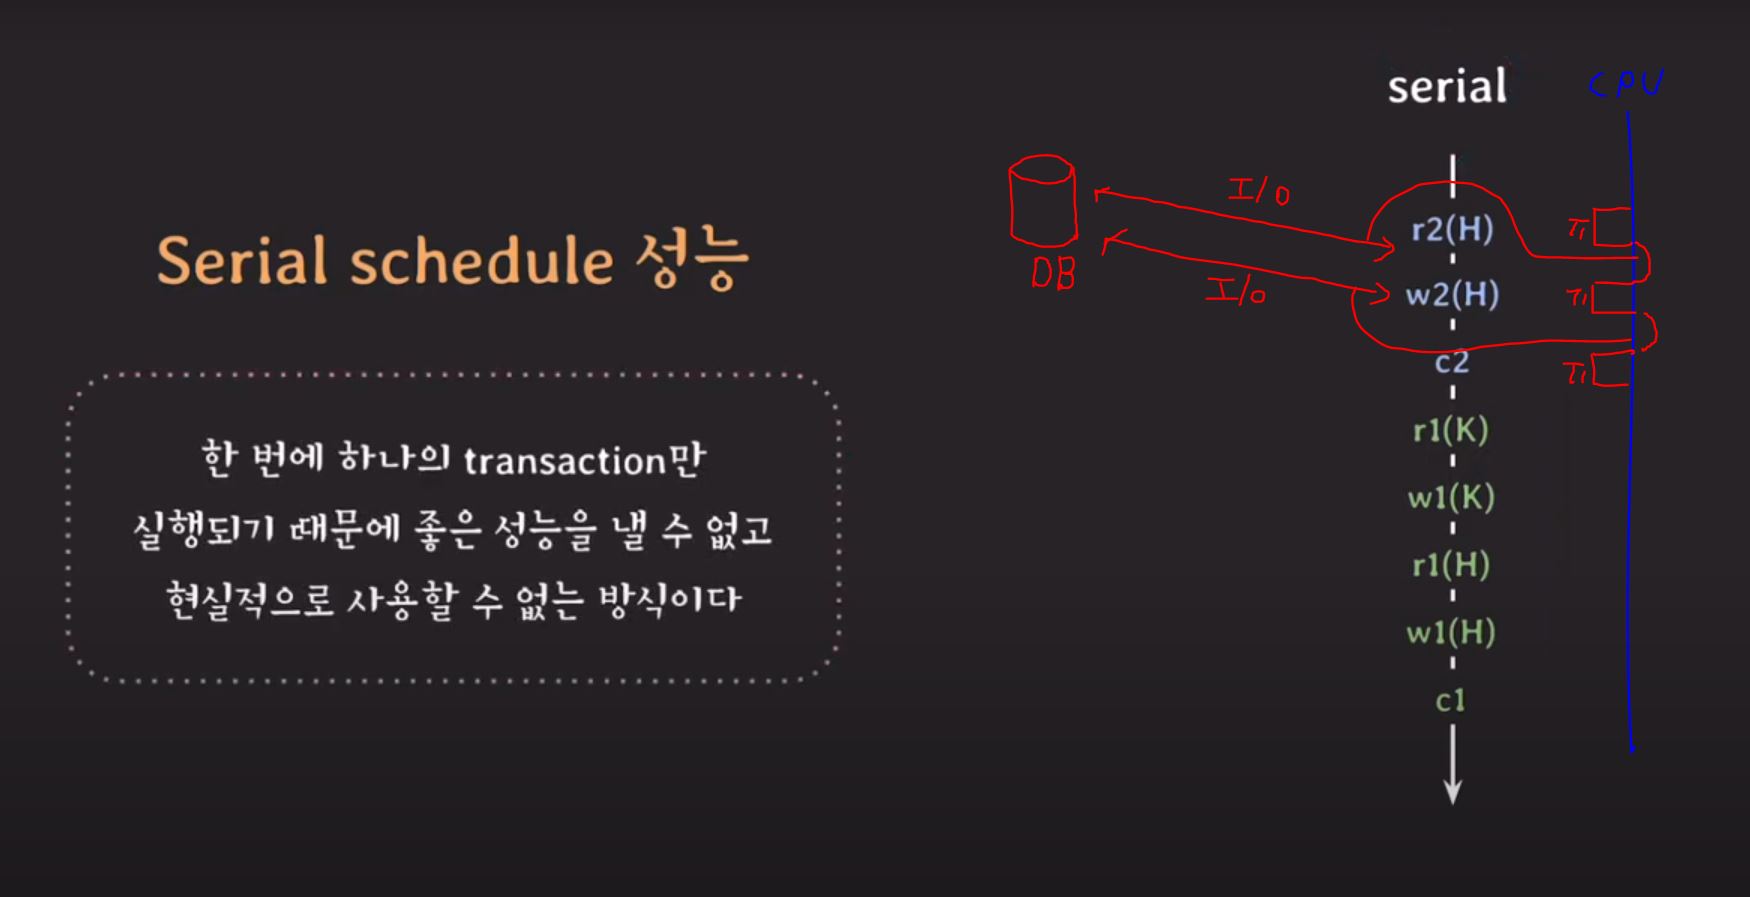 Serial schedule 성능
한 번에 하나의 transaction만
실행되기 때문에 좋은 성능을 낼 수 없고
현실적으로 사용할 수 없는 방식이다
DB
I/O
I/O
serial
r2(H)
w2(H)
c2
r1(K)
w1(K)
r1(H)
w1(H)
c1
CPU
T1
T1
T1